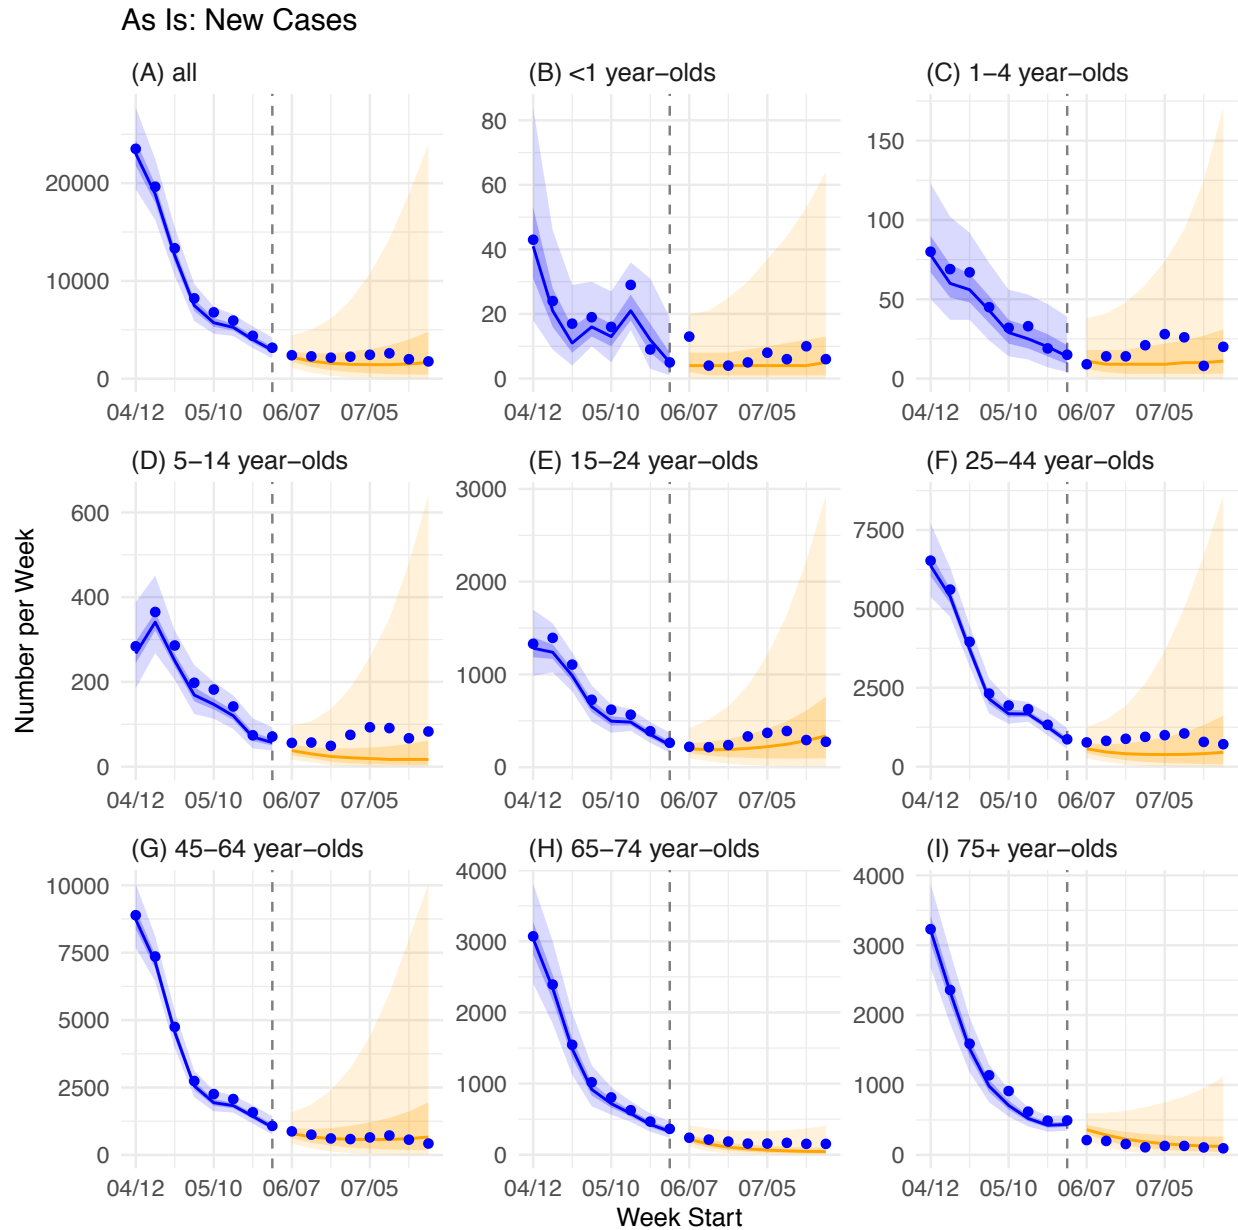 As Is: New Cases
(A) all
(B) <1 year−olds
(C) 1−4 year−olds
20000
10000
0
04/12 05/10 06/07 07/05
80
60
40
20
0
04/12 05/10 06/07 07/05
150
100
50
0
04/12 05/10 06/07 07/05
(D) 5−14 year−olds
(E) 15−24 year−olds
(F) 25−44 year−olds
600
400
200
0
04/12 05/10 06/07 07/05
3000
2000
1000
0
04/12 05/10 06/07 07/05
7500
5000
2500
0
04/12 05/10 06/07 07/05
Number per Week
(G) 45−64 year−olds
(H) 65−74 year−olds
(I) 75+ year−olds
10000
7500
5000
2500
0
04/12 05/10 06/07 07/05
4000
3000
2000
1000
0
04/12 05/10 06/07 07/05
4000
3000
2000
1000
0
04/12 05/10 06/07 07/05
Week Start